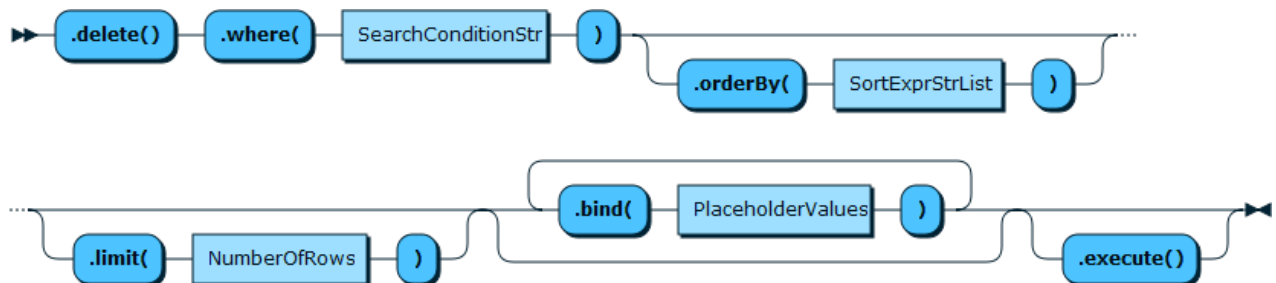 .delete() .where( SearchConditionStr )
.orderBy( SortExprStrList )
.bind( PlaceholderValues )
.limit( NumberOfRows )
.execute()